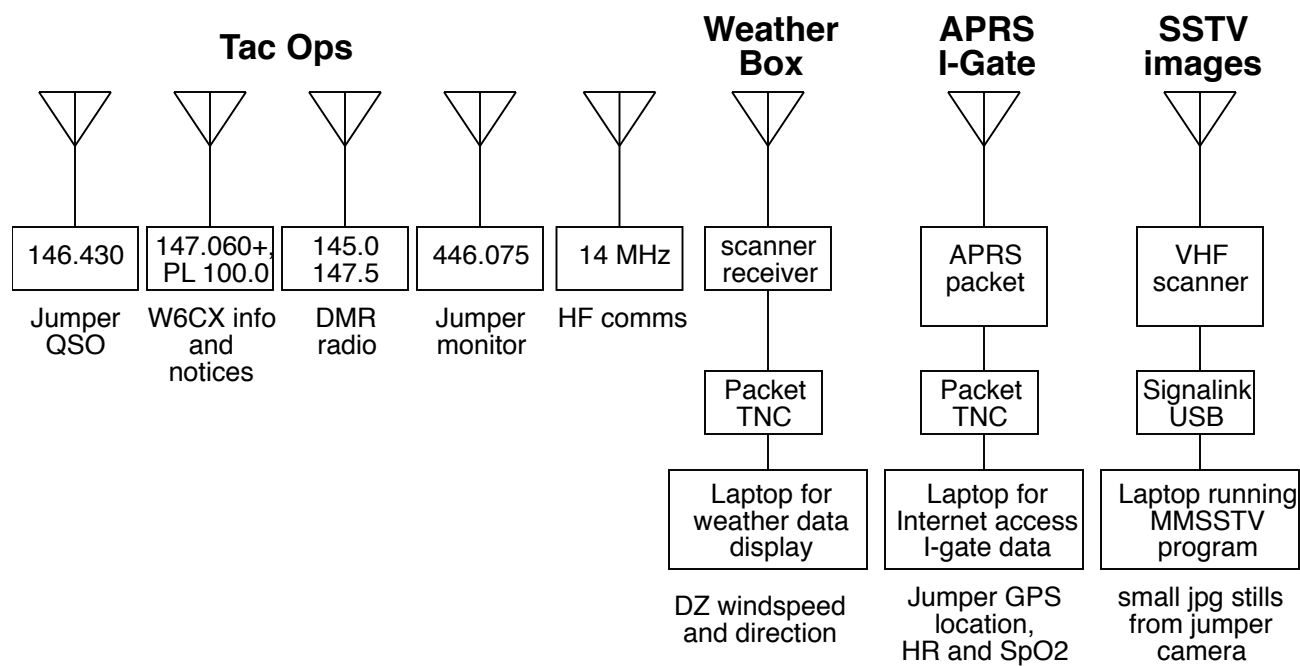 Tac Ops
146.430
Jumper
QSO
147.060+,
PL 100.0
W6CX info
and
notices
145.0
147.5
DMR
radio
446.075
Jumper
monitor
14 MHz
HF comms
Weather
Box
scanner
receiver
Packet
TNC
Laptop for
weather data
display
DZ windspeed
and direction
APRS
I-Gate
APRS
packet
Packet
TNC
Laptop for
Internet access
I-gate data
Jumper GPS
location,
HR and SpO2
SSTV
images
VHF
scanner
Signalink
USB
Laptop running
MMSSTV
program
small jpg stills
from jumper
camera